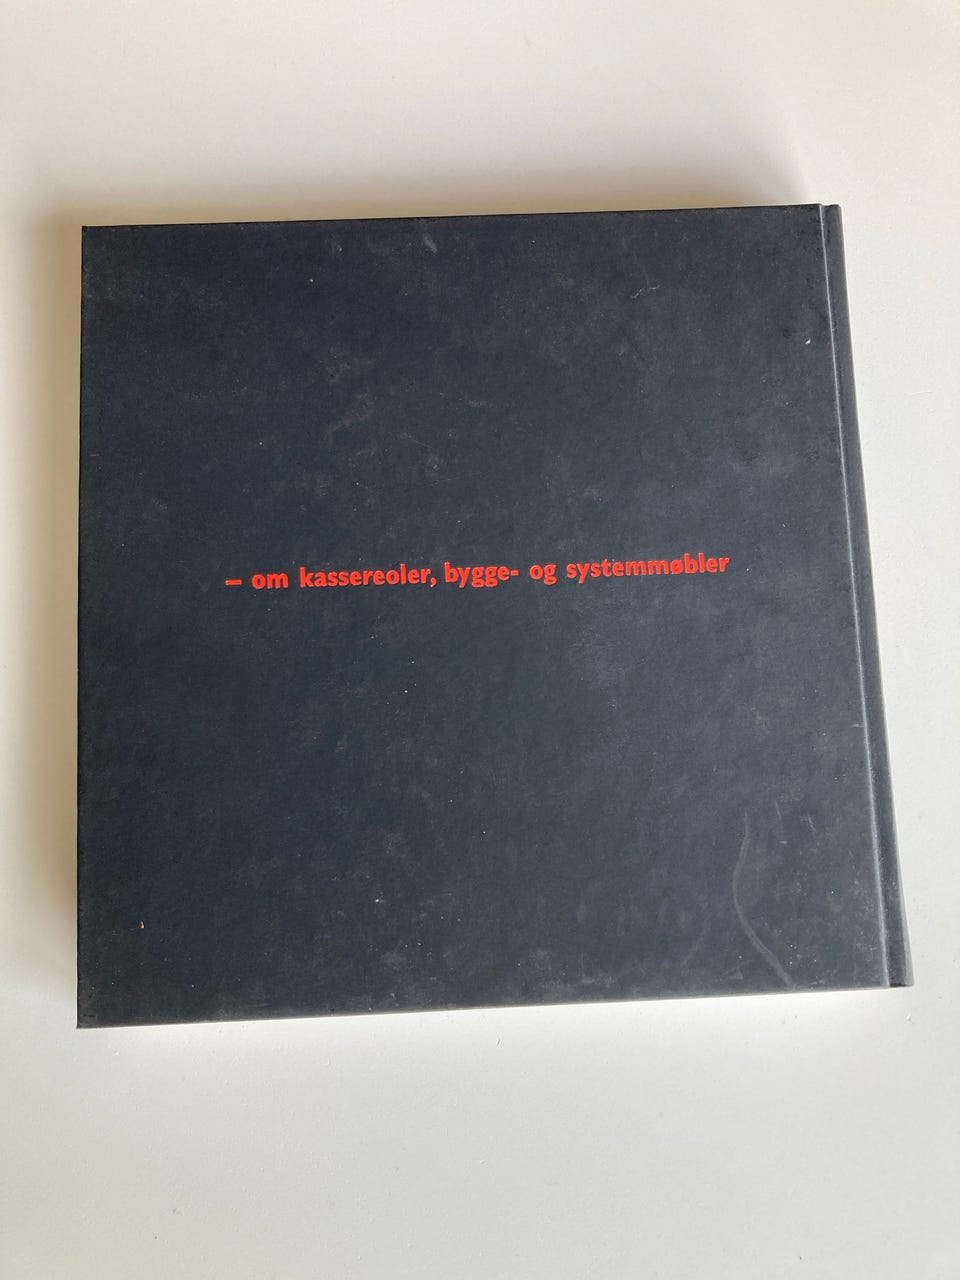 – om kassereoler, bygge- og systemmøbler